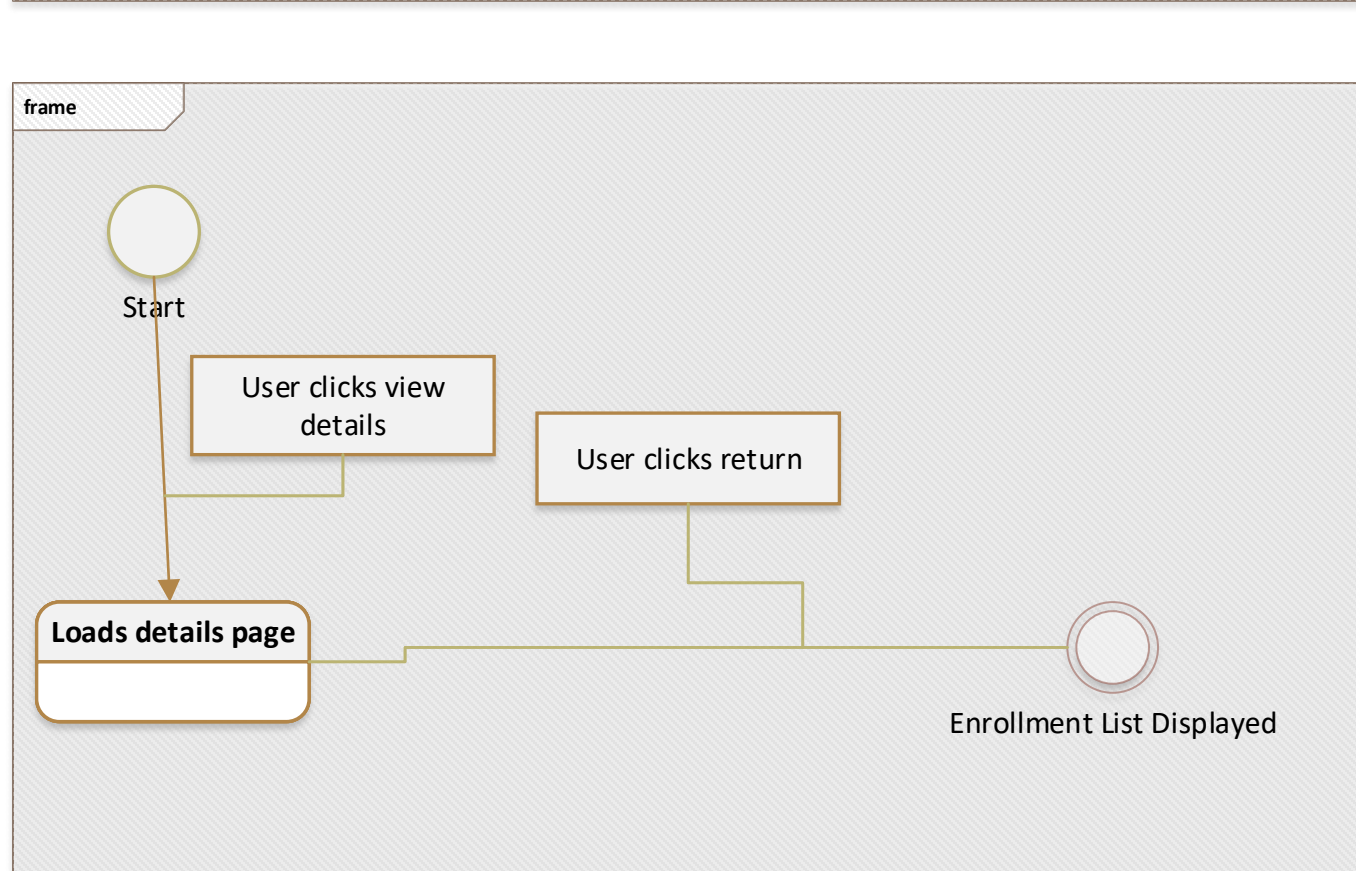 frame
Start
User clicks view
details
User clicks return
Loads details page
Enrollment List Displayed